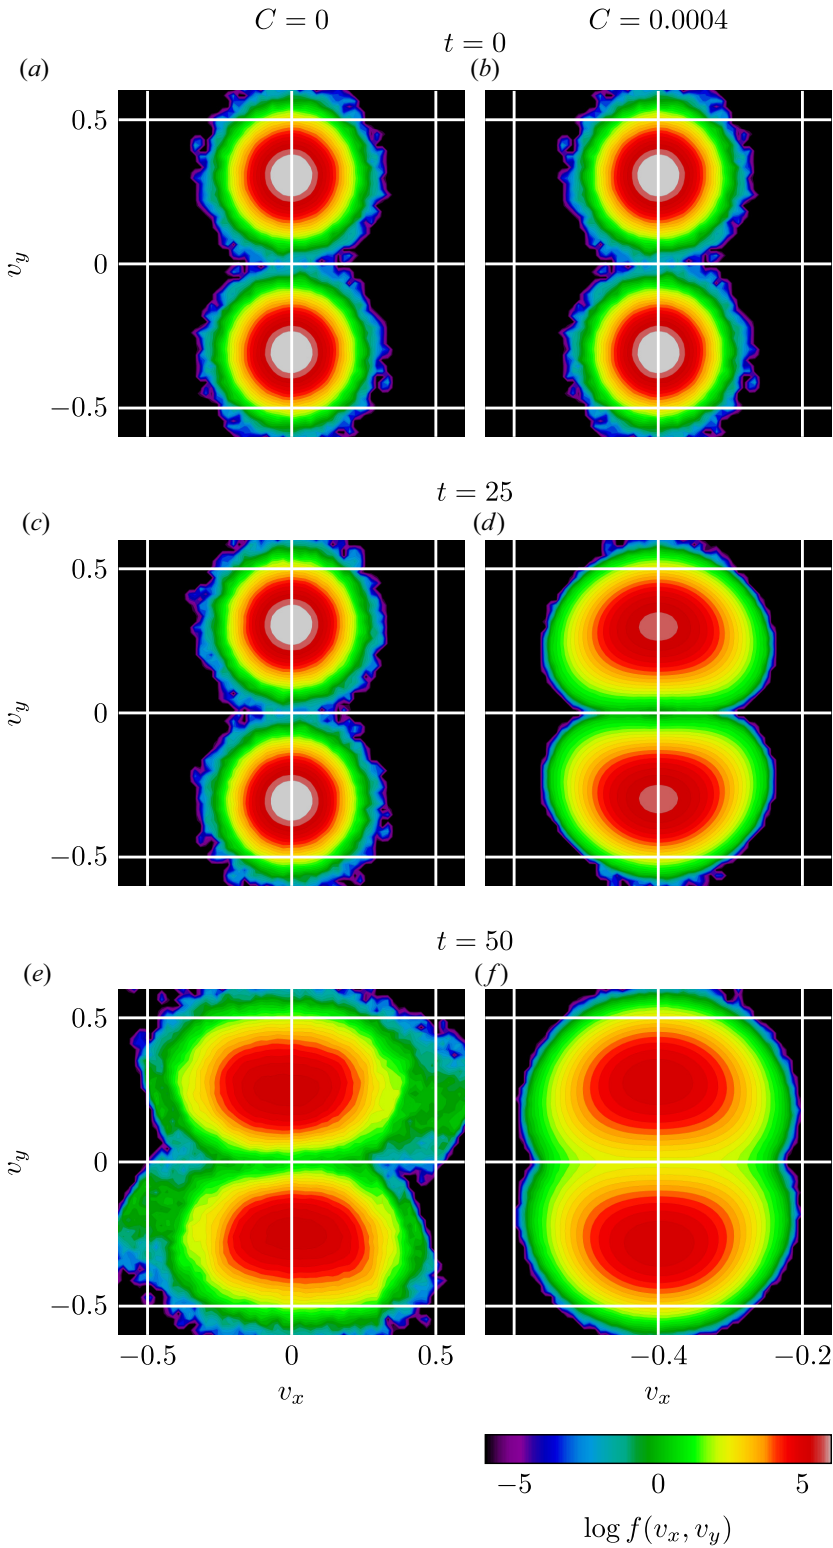 C = 0 C = 0.0004
t = 0
(a) (b)
0.5
v_y 0
−0.5
t = 25
(c) (d)
0.5
v_y 0
−0.5
t = 50
(e) (f)
0.5
v_y 0
−0.5
−0.5 0 0.5 −0.4 −0.2
v_x v_x
−5 0 5
log f(v_x, v_y)